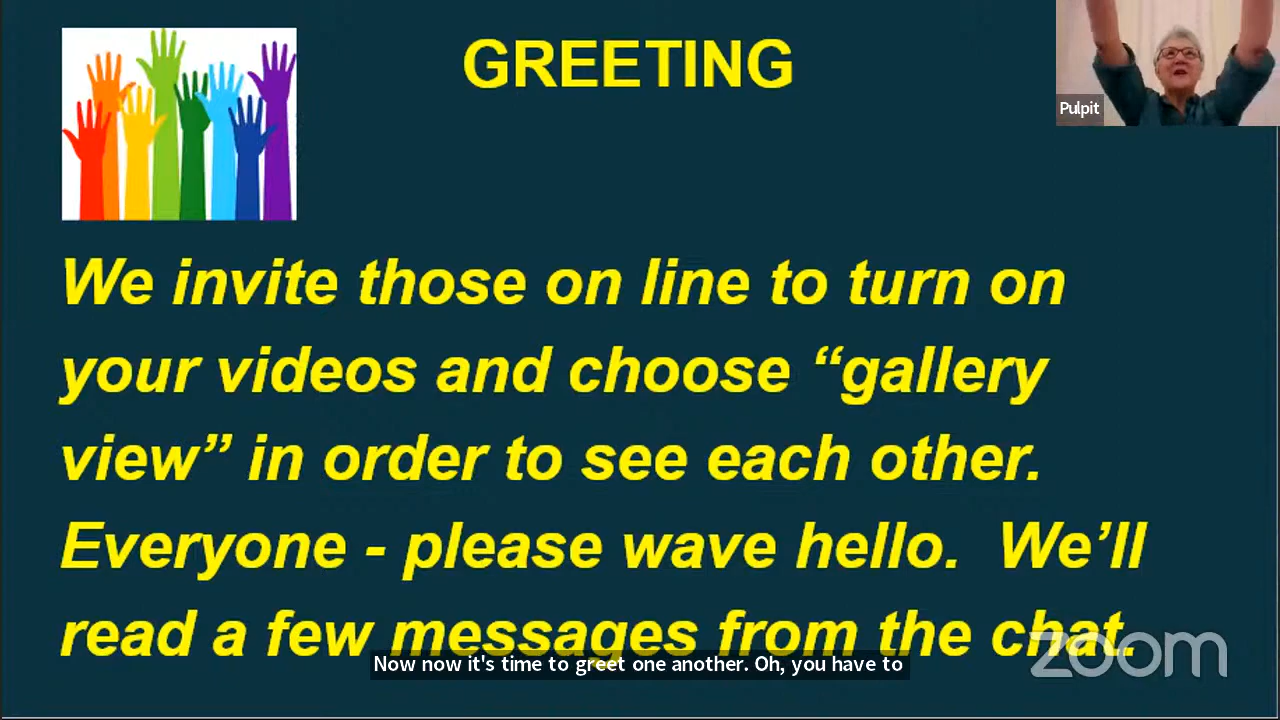 GREETING
Pulpit
We invite those on line to turn on
your videos and choose “gallery
view” in order to see each other.
Everyone - please wave hello.  We’ll
read a few messages from the chat.
Now now it's time to greet one another. Oh, you have to
zoom